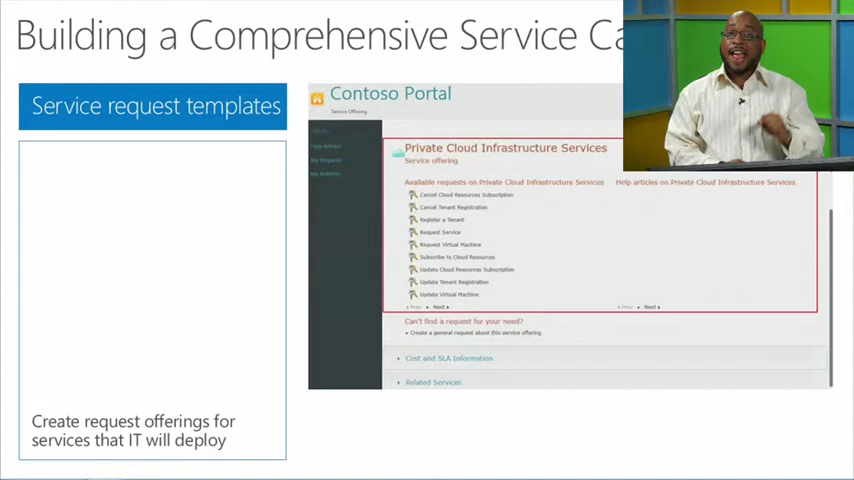 Building a Comprehensive Service Ca
Service request templates
Create request offerings for
services that IT will deploy
Contoso Portal
Service Offering
Help Articles
My Requests
My Activities
Private Cloud Infrastructure Services
Service offering
Available requests on Private Cloud Infrastructure Services
Cancel Cloud Resources Subscription
Cancel Tenant Registration
Register a Tenant
Request Service
Request Virtual Machine
Subscribe to Cloud Resources
Update Cloud Resources Subscription
Update Tenant Registration
Update Virtual Machine
Prev Next
Help articles on Private Cloud Infrastructure Services
Prev Next
Can't find a request for your need?
Create a general request about this service offering
Cost and SLA Information
Related Services